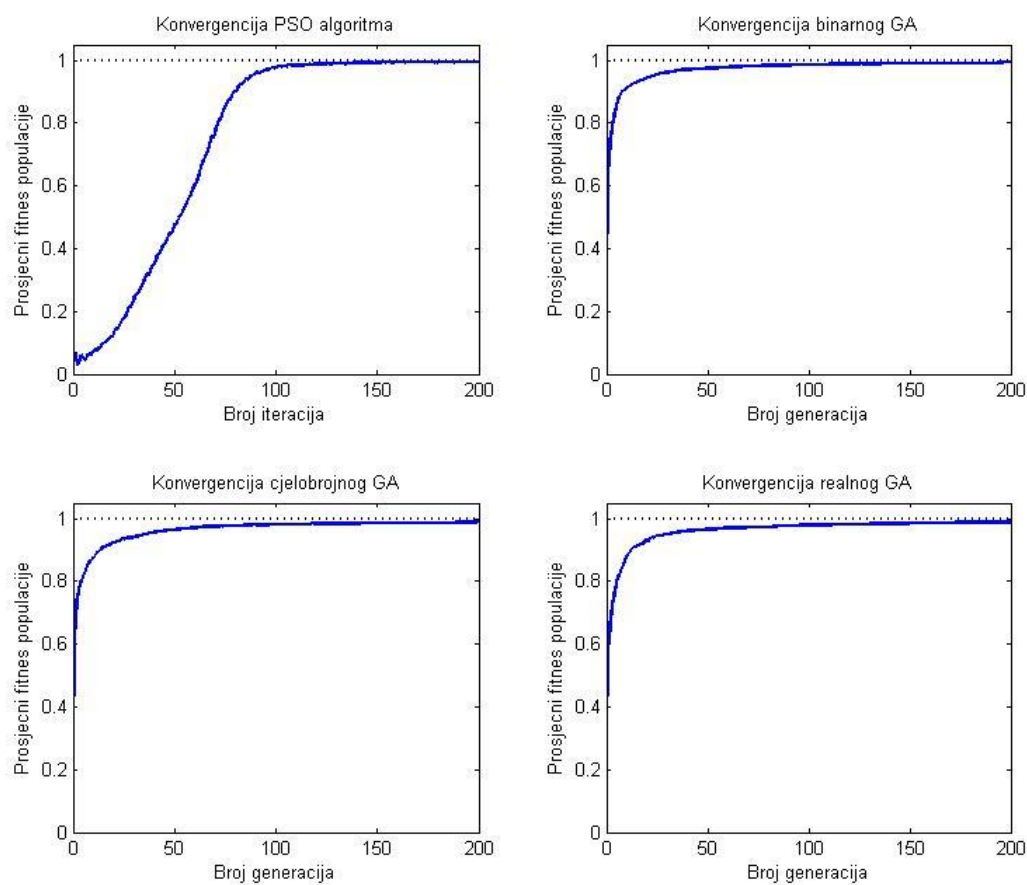 Konvergencija PSO algoritma
Prosjecni fitnes populacije
1
0.8
0.6
0.4
0.2
0
0 50 100 150 200
Broj iteracija
Konvergencija binarnog GA
Prosjecni fitnes populacije
1
0.8
0.6
0.4
0.2
0
0 50 100 150 200
Broj generacija
Konvergencija cjelobrojnog GA
Prosjecni fitnes populacije
1
0.8
0.6
0.4
0.2
0
0 50 100 150 200
Broj generacija
Konvergencija realnog GA
Prosjecni fitnes populacije
1
0.8
0.6
0.4
0.2
0
0 50 100 150 200
Broj generacija